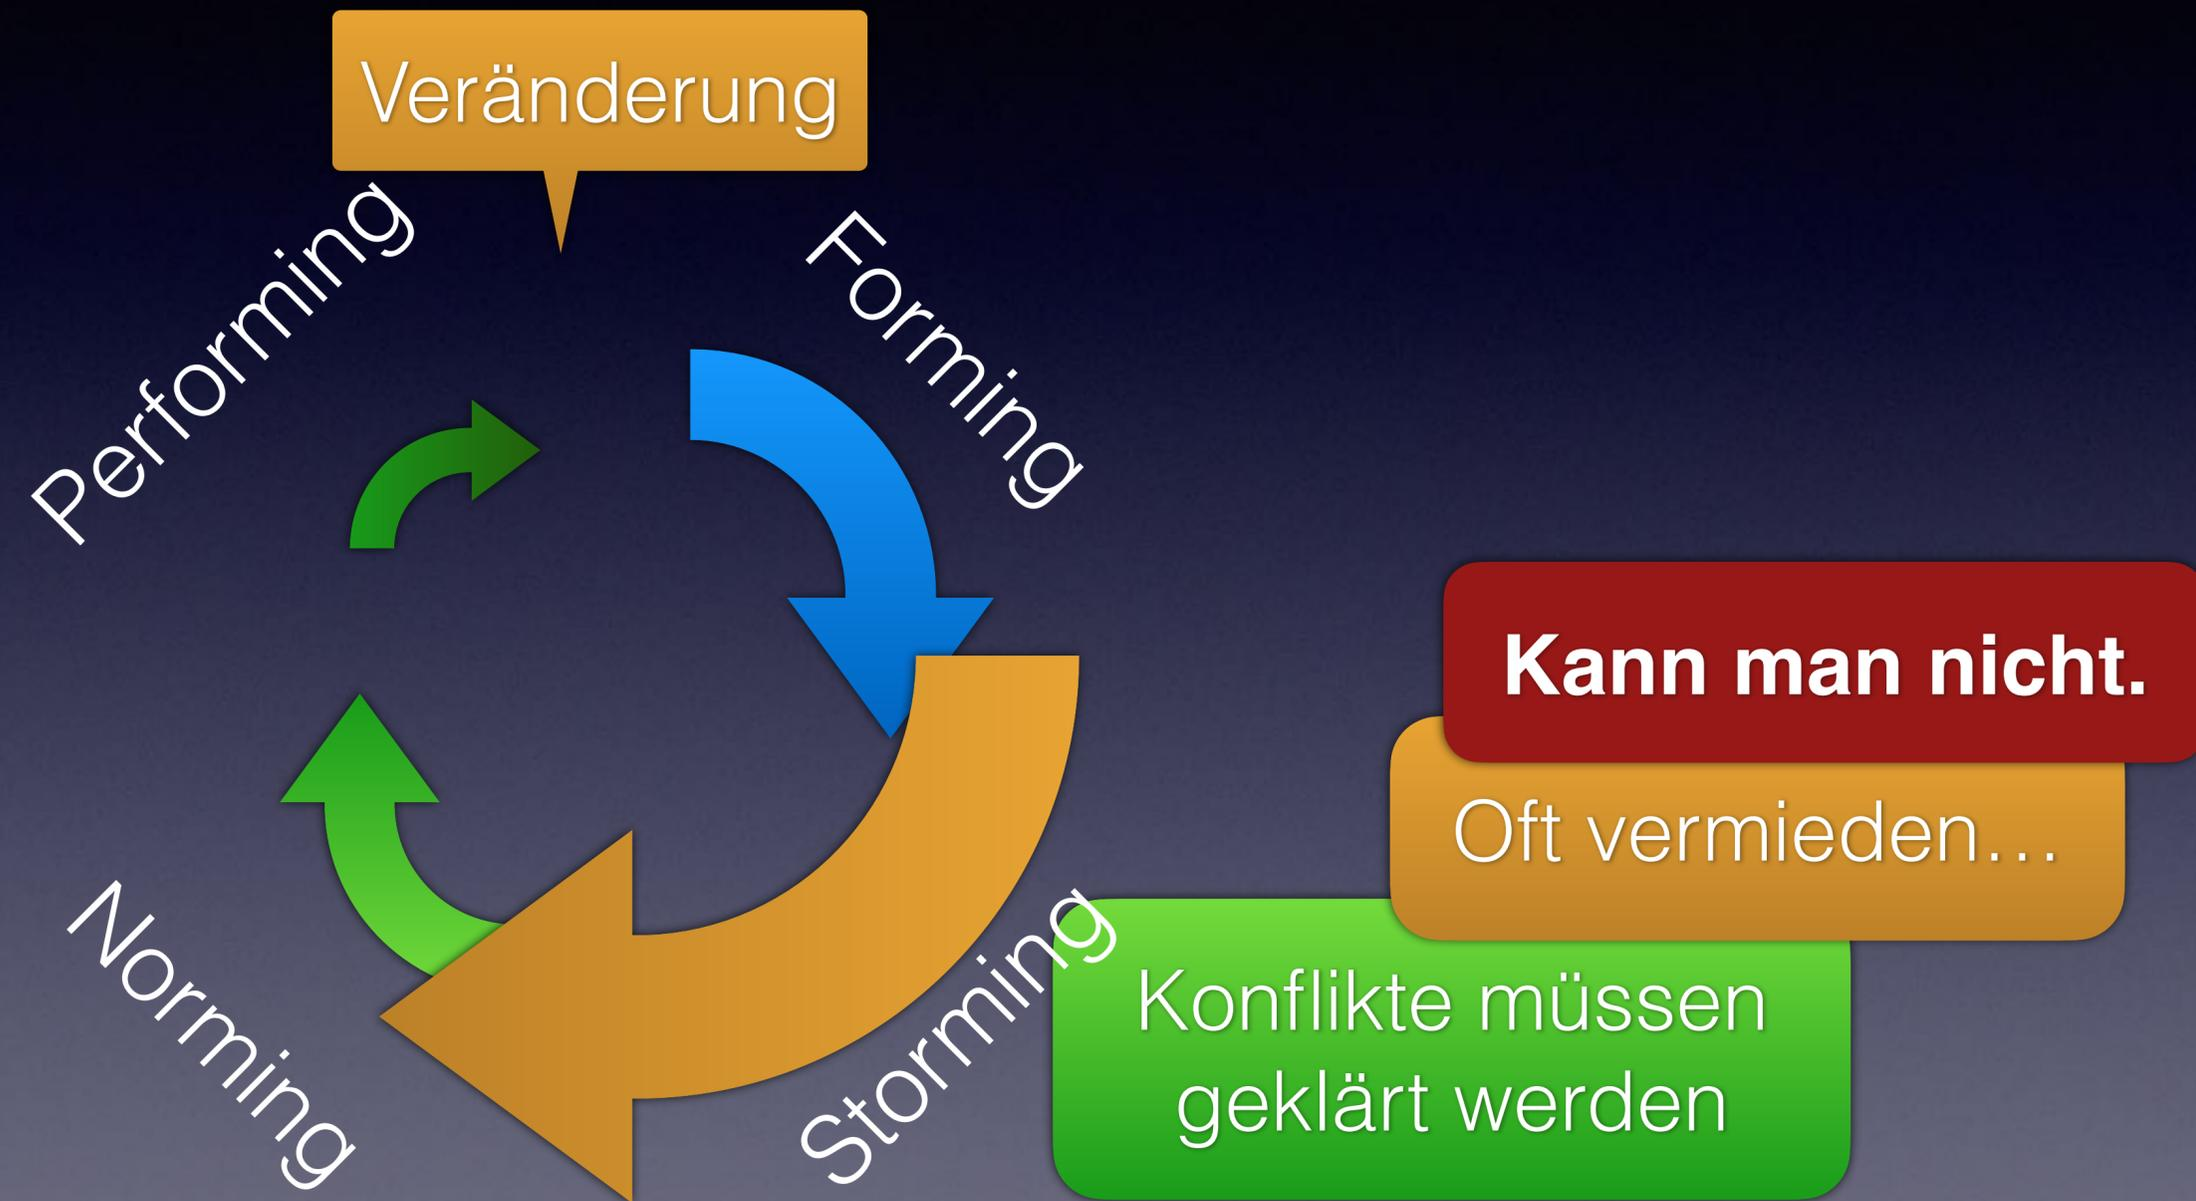 Veränderung
Performing
Forming
Kann man nicht.
Oft vermieden…
Norming
Storming
Konflikte müssen
geklärt werden